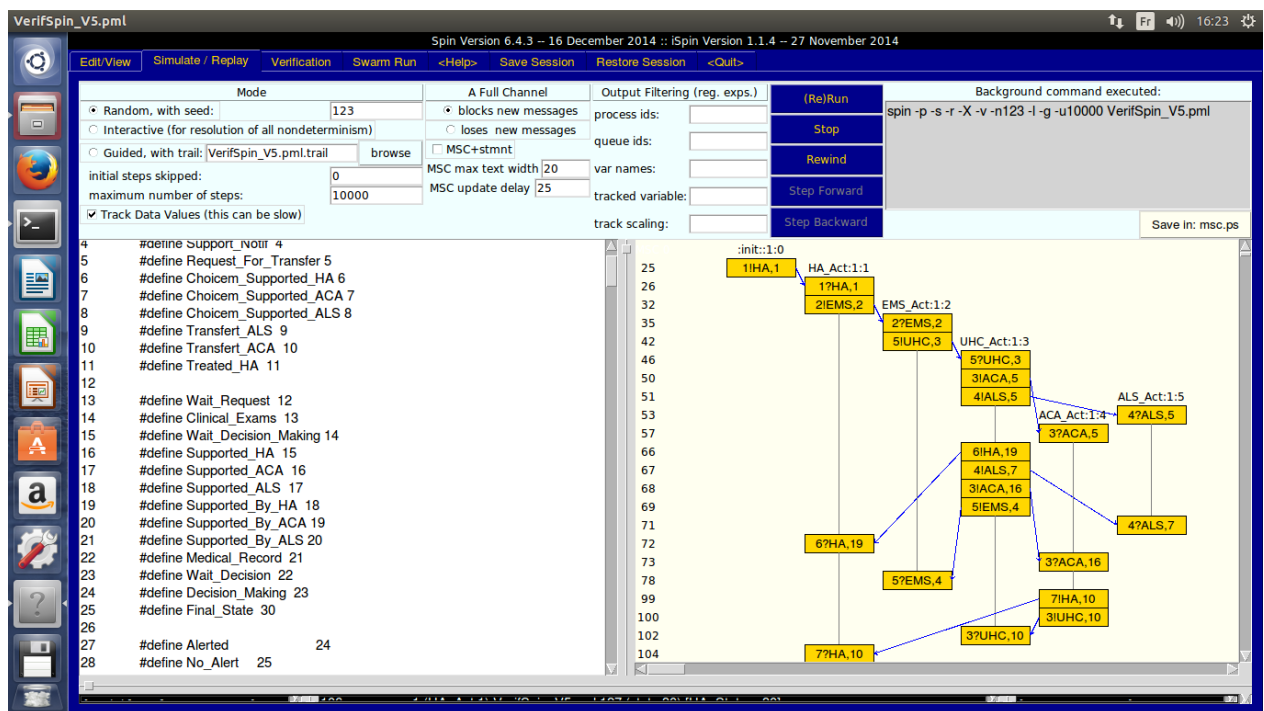 VerifSpin_V5.pml
Fr 16:23
Spin Version 6.4.3 -- 16 December 2014 :: iSpin Version 1.1.4 -- 27 November 2014
Edit/View Simulate / Replay Verification Swarm Run <Help> Save Session Restore Session <Quit>
Mode
Random, with seed: 123
Interactive (for resolution of all nondeterminism)
Guided, with trail: VerifSpin_V5.pml.trail browse
initial steps skipped: 0
maximum number of steps: 10000
Track Data Values (this can be slow)
A Full Channel
blocks new messages
loses new messages
MSC+stmnt
MSC max text width 20
MSC update delay 25
Output Filtering (reg. exps.)
process ids:
queue ids:
var names:
tracked variable:
track scaling:
(Re)Run
Stop
Rewind
Step Forward
Step Backward
Background command executed:
spin -p -s -r -X -v -n123 -l -g -u10000 VerifSpin_V5.pml
Save in: msc.ps
4 #define Support_Notif 4
5 #define Request_For_Transfer 5
6 #define Choicem_Supported_HA 6
7 #define Choicem_Supported_ACA 7
8 #define Choicem_Supported_ALS 8
9 #define Transfert_ALS 9
10 #define Transfert_ACA 10
11 #define Treated_HA 11
12
13 #define Wait_Request 12
14 #define Clinical_Exams 13
15 #define Wait_Decision_Making 14
16 #define Supported_HA 15
17 #define Supported_ACA 16
18 #define Supported_ALS 17
19 #define Supported_By_HA 18
20 #define Supported_By_ACA 19
21 #define Supported_By_ALS 20
22 #define Medical_Record 21
23 #define Wait_Decision 22
24 #define Decision_Making 23
25 #define Final_State 30
26
27 #define Alerted 24
28 #define No_Alert 25
:init::1:0
25 1!HA,1 HA_Act:1:1
26 1?HA,1
32 2!EMS,2 EMS_Act:1:2
35 2?EMS,2
42 5!UHC,3 UHC_Act:1:3
46 5?UHC,3
50 3!ACA,5
51 4!ALS,5 ALS_Act:1:5
53 ACA_Act:1:4 4?ALS,5
57 3?ACA,5
66 6!HA,19
67 4!ALS,7
68 3!ACA,16
69 5!EMS,4
71 4?ALS,7
72 6?HA,19
73 3?ACA,16
78 5?EMS,4
99 7!HA,10
100 3!UHC,10
102 3?UHC,10
104 7?HA,10